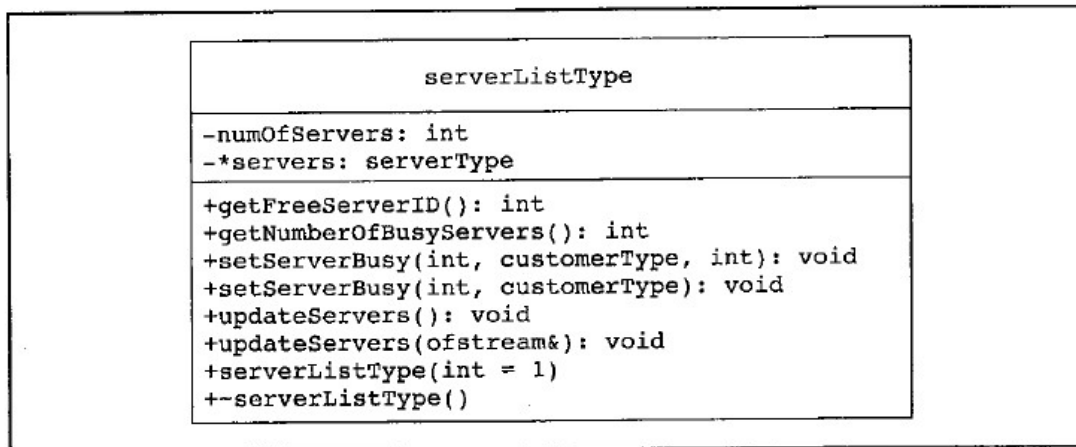 serverListType
-numOfServers: int
-*servers: serverType
+getFreeServerID(): int
+getNumberOfBusyServers(): int
+setServerBusy(int, customerType, int): void
+setServerBusy(int, customerType): void
+updateServers(): void
+updateServers(ofstream&): void
+serverListType(int = 1)
+~serverListType()